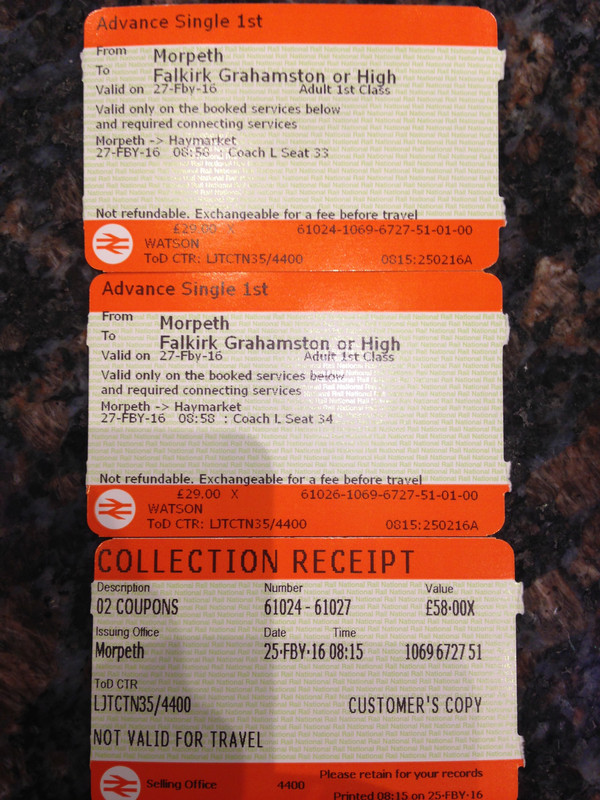 Advance Single 1st
From Morpeth
To Falkirk Grahamston or High
Valid on 27-Fby-16 Adult 1st Class
Valid only on the booked services below
and required connecting services
Morpeth -> Haymarket
27-FBY-16 08:58 : Coach L Seat 33
Not refundable. Exchangeable for a fee before travel
£29.00 X 61024-1069-6727-51-01-00
WATSON
ToD CTR: LJTCTN35/4400 0815:250216A
Advance Single 1st
From Morpeth
To Falkirk Grahamston or High
Valid on 27-Fby-16 Adult 1st Class
Valid only on the booked services below
and required connecting services
Morpeth -> Haymarket
27-FBY-16 08:58 : Coach L Seat 34
Not refundable. Exchangeable for a fee before travel
£29.00 X 61026-1069-6727-51-01-00
WATSON
ToD CTR: LJTCTN35/4400 0815:250216A
COLLECTION RECEIPT
Description Number Value
02 COUPONS 61024 - 61027 £58·00X
Issuing Office Date Time
Morpeth 25·FBY·16 08:15 1069 6727 51
ToD CTR
LJTCTN35/4400 CUSTOMER'S COPY
NOT VALID FOR TRAVEL
Please retain for your records
Selling Office 4400
Printed 08:15 on 25-FBY-16